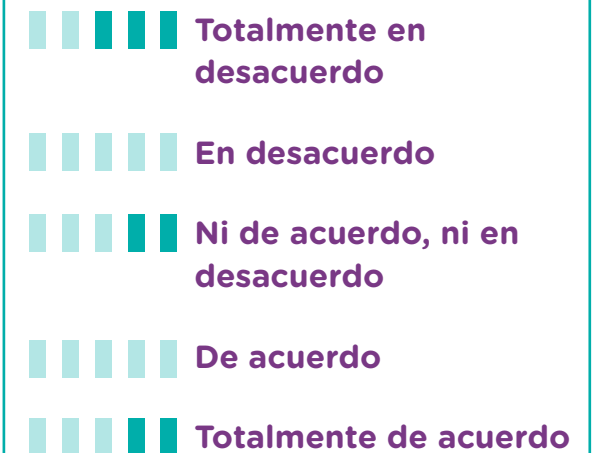 Totalmente en
desacuerdo
En desacuerdo
Ni de acuerdo, ni en
desacuerdo
De acuerdo
Totalmente de acuerdo